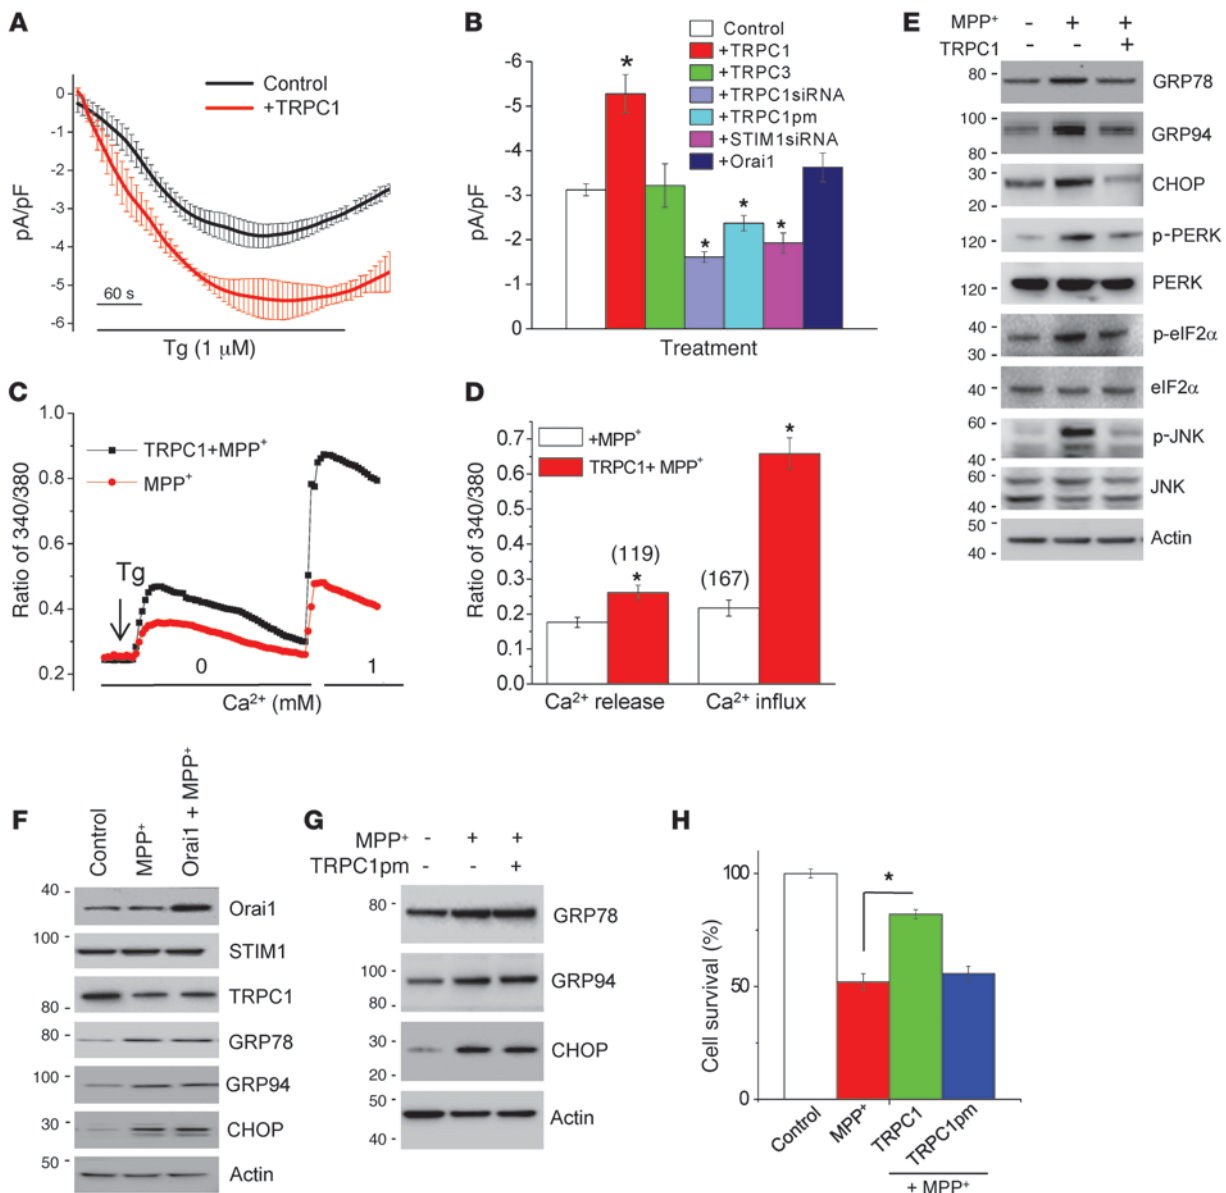 A
Control
+TRPC1
0
-1
-2
-3
-4
-5
-6
pA/pF
60 s
Tg (1 μM)
B
Control
+TRPC1
+TRPC3
+TRPC1siRNA
+TRPC1pm
+STIM1siRNA
+Orai1
-6
-5
-4
-3
-2
-1
0
pA/pF
*
*
*
*
Treatment
C
1.0
0.8
0.6
0.4
0.2
Ratio of 340/380
TRPC1+MPP⁺
MPP⁺
Tg
0
1
Ca²⁺ (mM)
D
0.7
0.6
0.5
0.4
0.3
0.2
0.1
0.0
Ratio of 340/380
+MPP⁺
TRPC1+ MPP⁺
(119)
*
(167)
*
Ca²⁺ release
Ca²⁺ influx
E
MPP⁺ - + +
TRPC1 - - +
80 - GRP78
100 - GRP94
80 -
30 - CHOP
20 -
p-PERK
120 -
PERK
120 -
40 - p-eIF2α
30 -
40 - eIF2α
60 - p-JNK
40 -
60 - JNK
40 -
50 - Actin
40 -
F
Control
MPP⁺
Orai1 + MPP⁺
40 -
Orai1
100 -
STIM1
TRPC1
80 -
80 - GRP78
100 - GRP94
30 - CHOP
50 -
Actin
G
MPP⁺ - + +
TRPC1pm - - +
80 - GRP78
100 - GRP94
80 -
30 - CHOP
20 -
50 - Actin
40 -
H
100
50
0
Cell survival (%)
*
Control
MPP⁺
TRPC1
TRPC1pm
+ MPP⁺